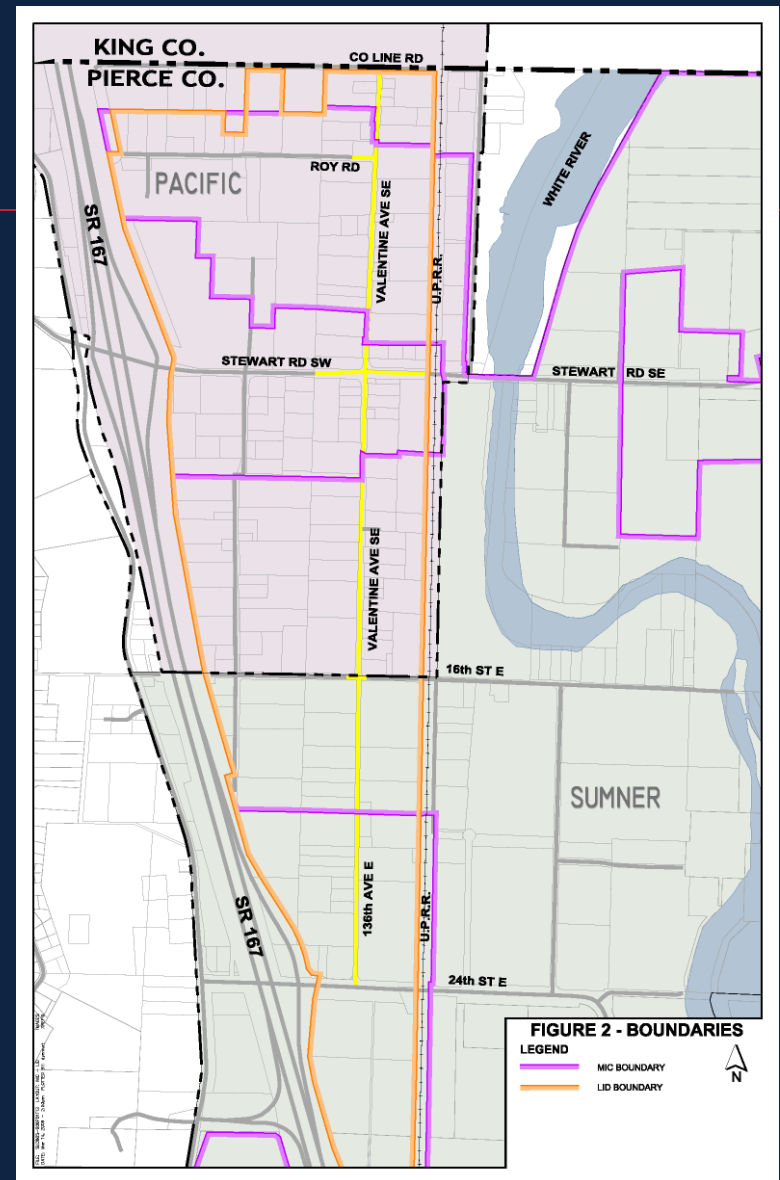 KING CO.
CO LINE RD
PIERCE CO.
WHITE RIVER
ROY RD
PACIFIC
SR 167
VALENTINE AVE SE
U.P.R.R.
STEWART RD SW
STEWART RD SE
VALENTINE AVE SE
16th ST E
SUMNER
136th AVE E
U.P.R.R.
SR 167
24th ST E
FIGURE 2 - BOUNDARIES
LEGEND
MIC BOUNDARY
LID BOUNDARY
N